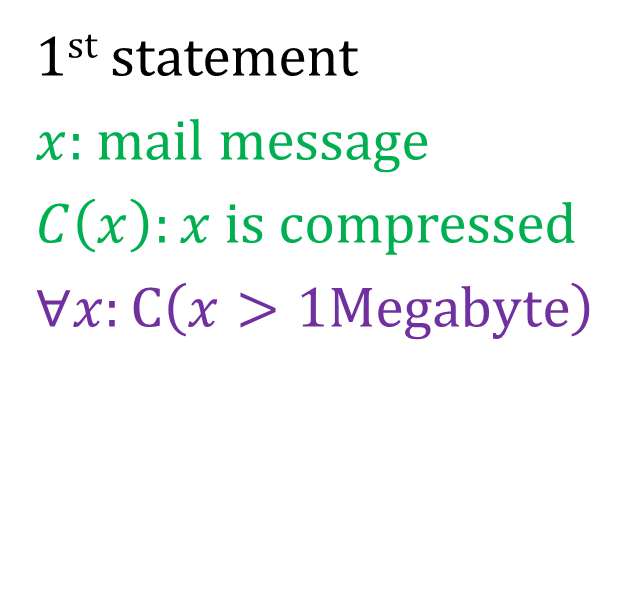 1ˢᵗ statement
𝑥: mail message
𝐶(𝑥): 𝑥 is compressed
∀𝑥: C(𝑥 > 1Megabyte)